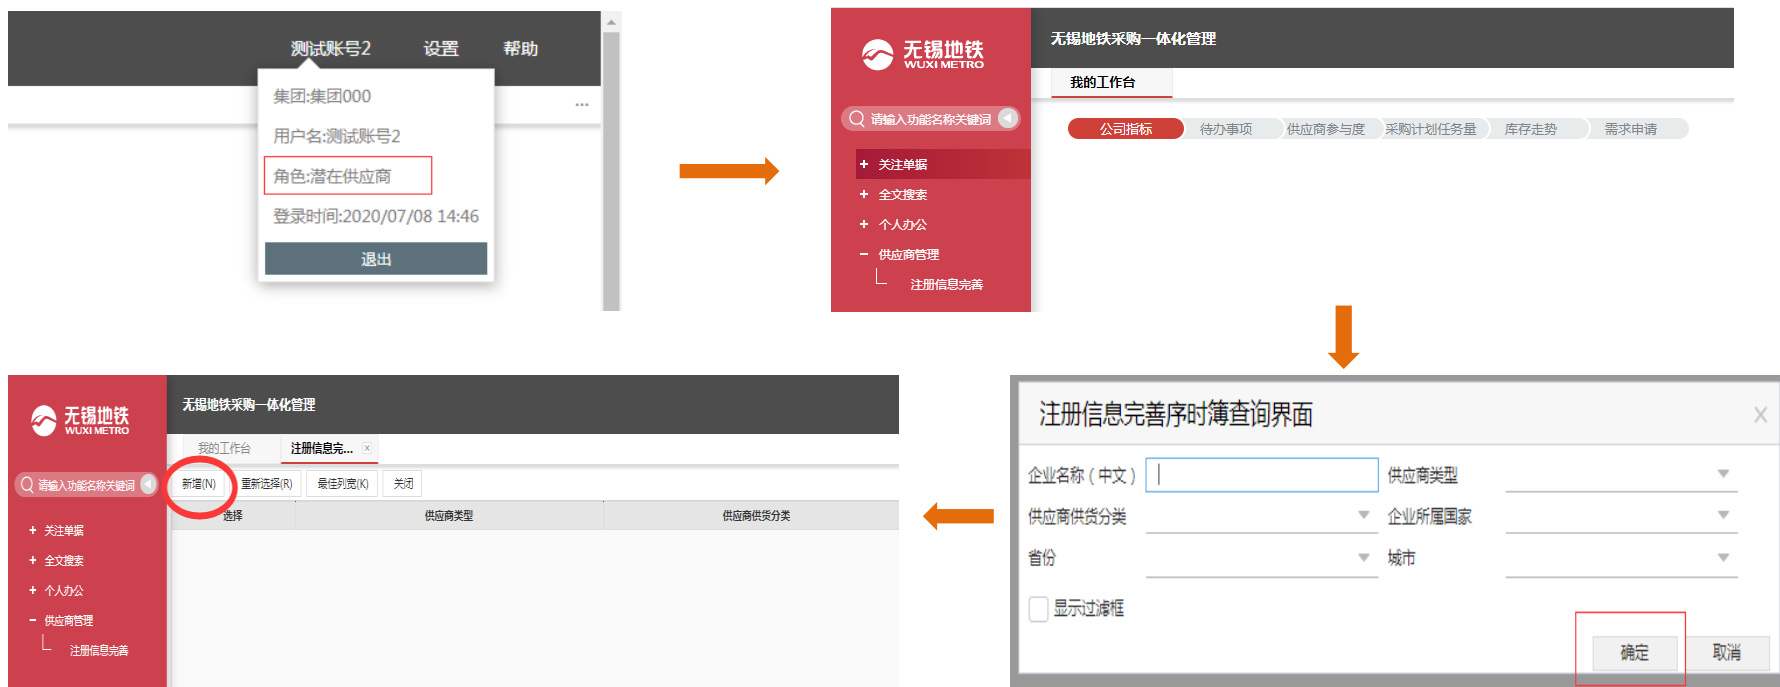 测试账号2 设置 帮助
集团:集团000
...
用户名:测试账号2
角色:潜在供应商
登录时间:2020/07/08 14:46
退出
无锡地铁
WUXI METRO
无锡地铁采购一体化管理
我的工作台
请输入功能名称关键词
公司指标 待办事项 供应商参与度 采购计划任务量 库存走势 需求申请
+ 关注单据
+ 全文搜索
+ 个人办公
− 供应商管理
注册信息完善
注册信息完善序时簿查询界面 X
企业名称（中文） 供应商类型
供应商供货分类 企业所属国家
省份 城市
显示过滤框
确定 取消
无锡地铁
WUXI METRO
无锡地铁采购一体化管理
我的工作台 注册信息完... x
请输入功能名称关键词
新增(N) 重新选择(R) 最佳列宽(K) 关闭
选择 供应商类型 供应商供货分类
+ 关注单据
+ 全文搜索
+ 个人办公
− 供应商管理
注册信息完善